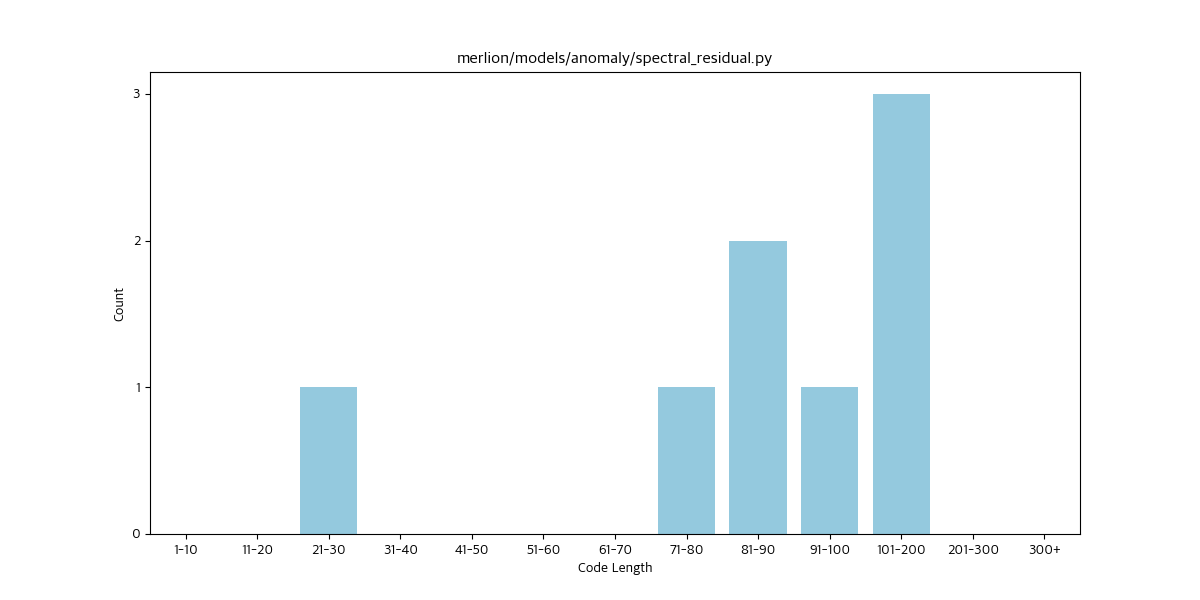 merlion/models/anomaly/spectral_residual.py
3
2
1
0
Count
1-10 11-20 21-30 31-40 41-50 51-60 61-70 71-80 81-90 91-100 101-200 201-300 300+
Code Length